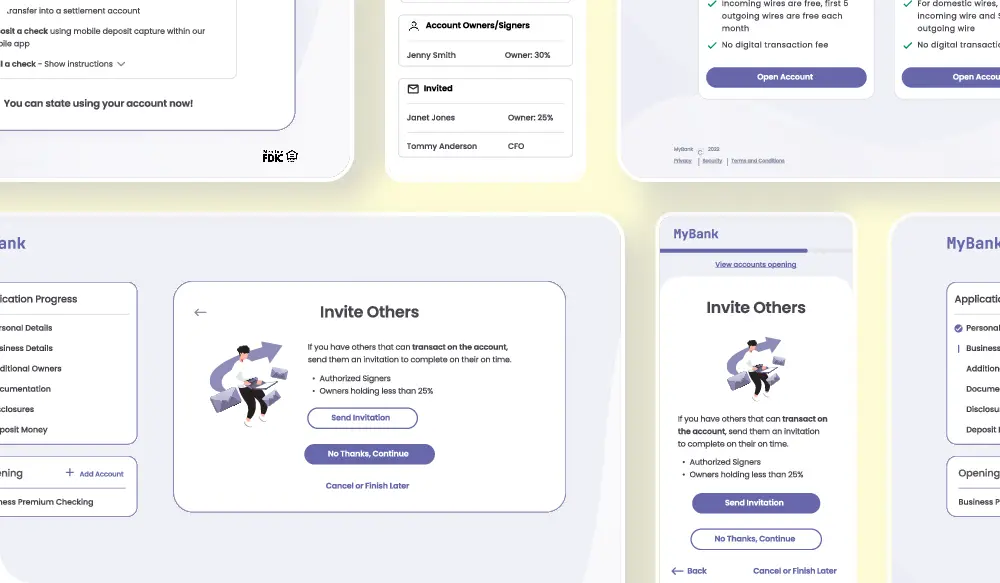 transfer into a settlement account
osit a check using mobile deposit capture within our
bile app
l a check - Show instructions
You can state using your account now!
FDIC
Account Owners/Signers
Jenny Smith Owner: 30%
Invited
Janet Jones Owner: 25%
Tommy Anderson CFO
Incoming wires are free, first 5
outgoing wires are free each
month
No digital transaction fee
Open Account
For domestic wires,
incoming wire and
outgoing wire
No digital transactio
Open Accou
MyBank © 2022
Privacy | Security | Terms and Conditions
ank
ication Progress
rsonal Details
siness Details
ditional Owners
cumentation
sclosures
posit Money
ening + Add Account
ness Premium Checking
Invite Others
If you have others that can transact on the account,
send them an invitation to complete on their on time.
• Authorized Signers
• Owners holding less than 25%
Send Invitation
No Thanks, Continue
Cancel or Finish Later
MyBank
View accounts opening
Invite Others
If you have others that can transact on
the account, send them an invitation
to complete on their on time.
• Authorized Signers
• Owners holding less than 25%
Send Invitation
No Thanks, Continue
Back Cancel or Finish Later
MyBank
Applicatio
Personal
Business
Addition
Docume
Disclosu
Deposit
Opening
Business P